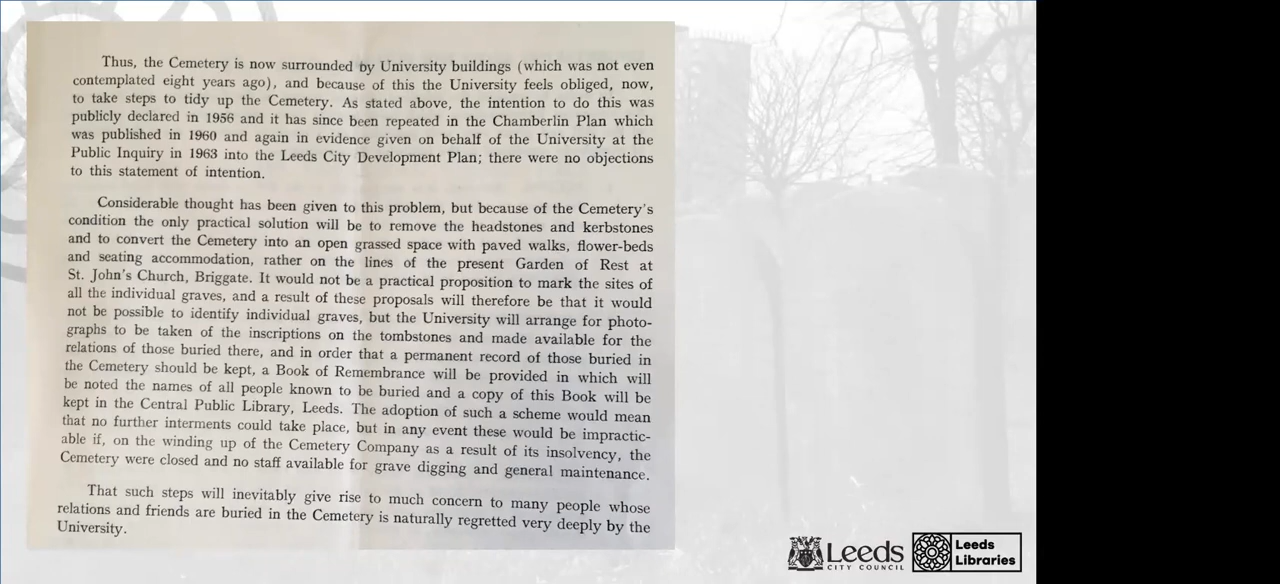 Thus, the Cemetery is now surrounded by University buildings (which was not even
contemplated eight years ago), and because of this the University feels obliged, now,
to take steps to tidy up the Cemetery. As stated above, the intention to do this was
publicly declared in 1956 and it has since been repeated in the Chamberlin Plan which
was published in 1960 and again in evidence given on behalf of the University at the
Public Inquiry in 1963 into the Leeds City Development Plan; there were no objections
to this statement of intention.
Considerable thought has been given to this problem, but because of the Cemetery's
condition the only practical solution will be to remove the headstones and kerbstones
and to convert the Cemetery into an open grassed space with paved walks, flower-beds
and seating accommodation, rather on the lines of the present Garden of Rest at
St. John's Church, Briggate. It would not be a practical proposition to mark the sites of
all the individual graves, and a result of these proposals will therefore be that it would
not be possible to identify individual graves, but the University will arrange for photo-
graphs to be taken of the inscriptions on the tombstones and made available for the
relations of those buried there, and in order that a permanent record of those buried in
the Cemetery should be kept, a Book of Remembrance will be provided in which will
be noted the names of all people known to be buried and a copy of this Book will be
kept in the Central Public Library, Leeds. The adoption of such a scheme would mean
that no further interments could take place, but in any event these would be impractic-
able if, on the winding up of the Cemetery Company as a result of its insolvency, the
Cemetery were closed and no staff available for grave digging and general maintenance.
That such steps will inevitably give rise to much concern to many people whose
relations and friends are buried in the Cemetery is naturally regretted very deeply by the
University.
Leeds
CITY COUNCIL
Leeds
Libraries